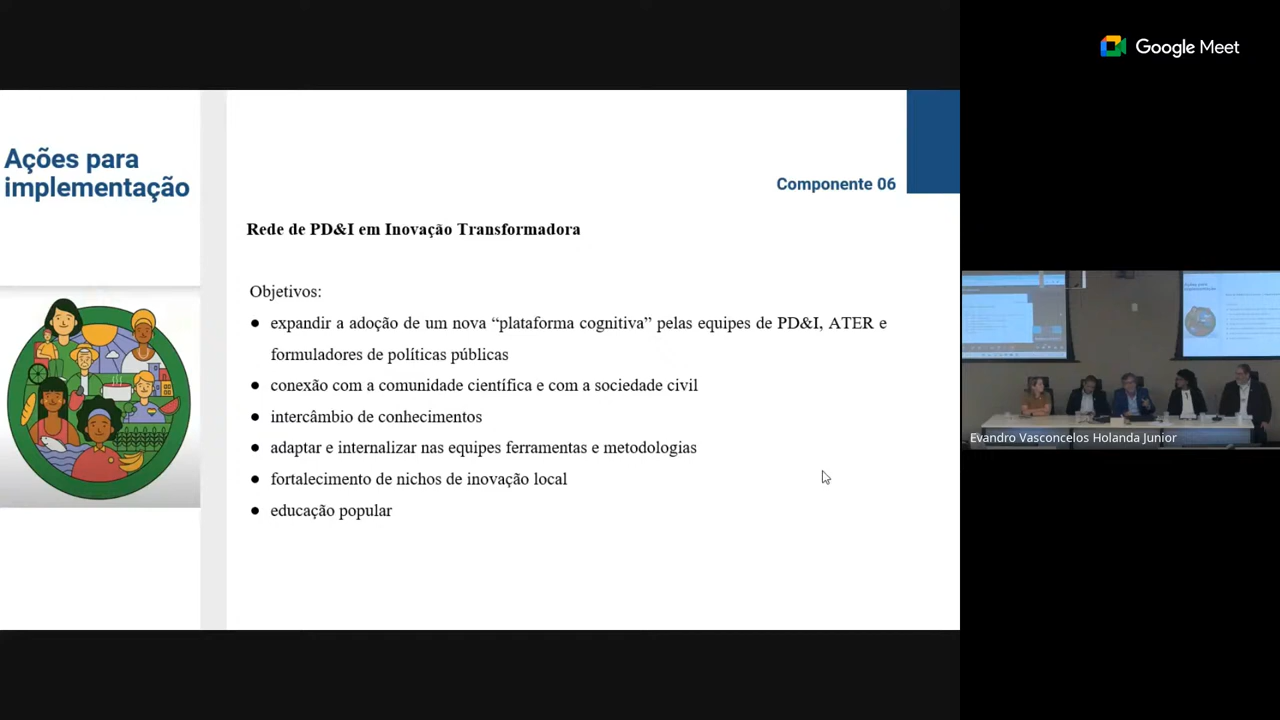 Google Meet
Ações para
implementação
Componente 06
Rede de PD&I em Inovação Transformadora
Objetivos:
● expandir a adoção de um nova “plataforma cognitiva” pelas equipes de PD&I, ATER e
formuladores de políticas públicas
● conexão com a comunidade científica e com a sociedade civil
● intercâmbio de conhecimentos
● adaptar e internalizar nas equipes ferramentas e metodologias
● fortalecimento de nichos de inovação local
● educação popular
Evandro Vasconcelos Holanda Junior